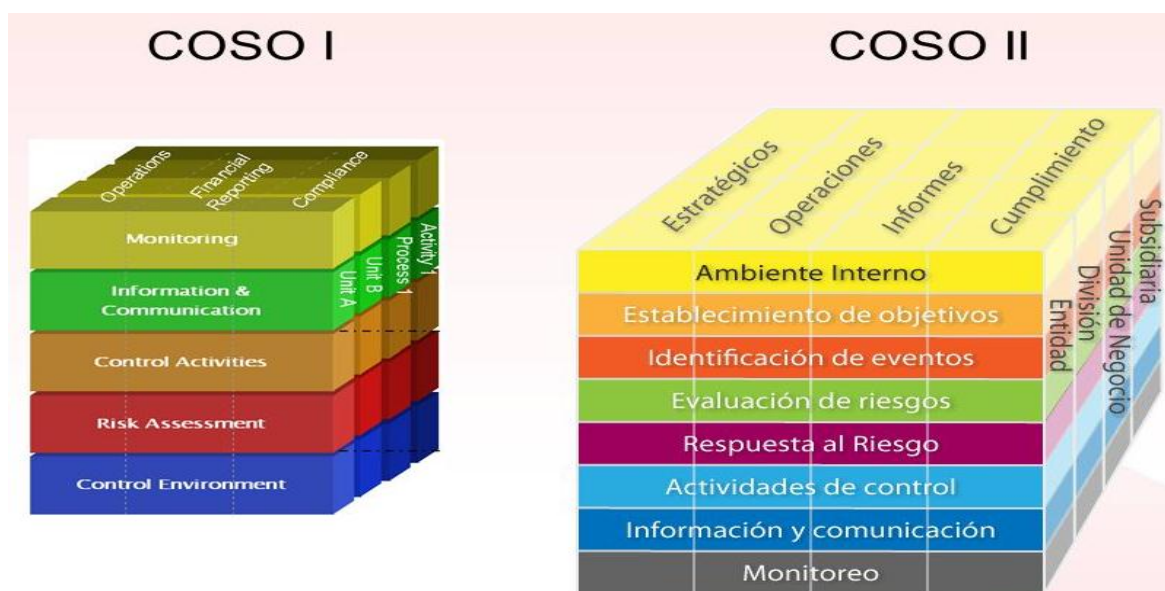 COSO I
COSO II
Operations
Financial
Reporting
Compliance
Monitoring
Information &
Communication
Control Activities
Risk Assessment
Control Environment
Unit A
Unit B
Process 1
Activity 1
Estratégicos
Operaciones
Informes
Cumplimiento
Ambiente Interno
Establecimiento de objetivos
Identificación de eventos
Evaluación de riesgos
Respuesta al Riesgo
Actividades de control
Información y comunicación
Monitoreo
Entidad
División
Unidad de Negocio
Subsidiaria